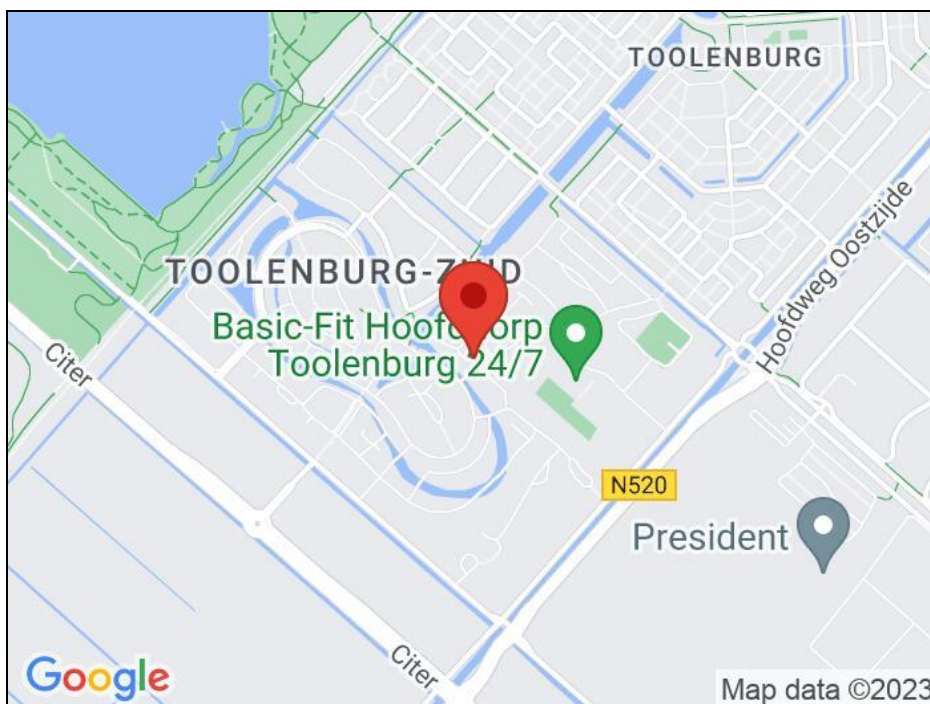 TOOLENBURG
Hoofdweg Oostzijde
TOOLENBURG-ZUID
Basic-Fit Hoofddorp
Toolenburg 24/7
Citer
N520
President
Citer
Google
Map data ©2023